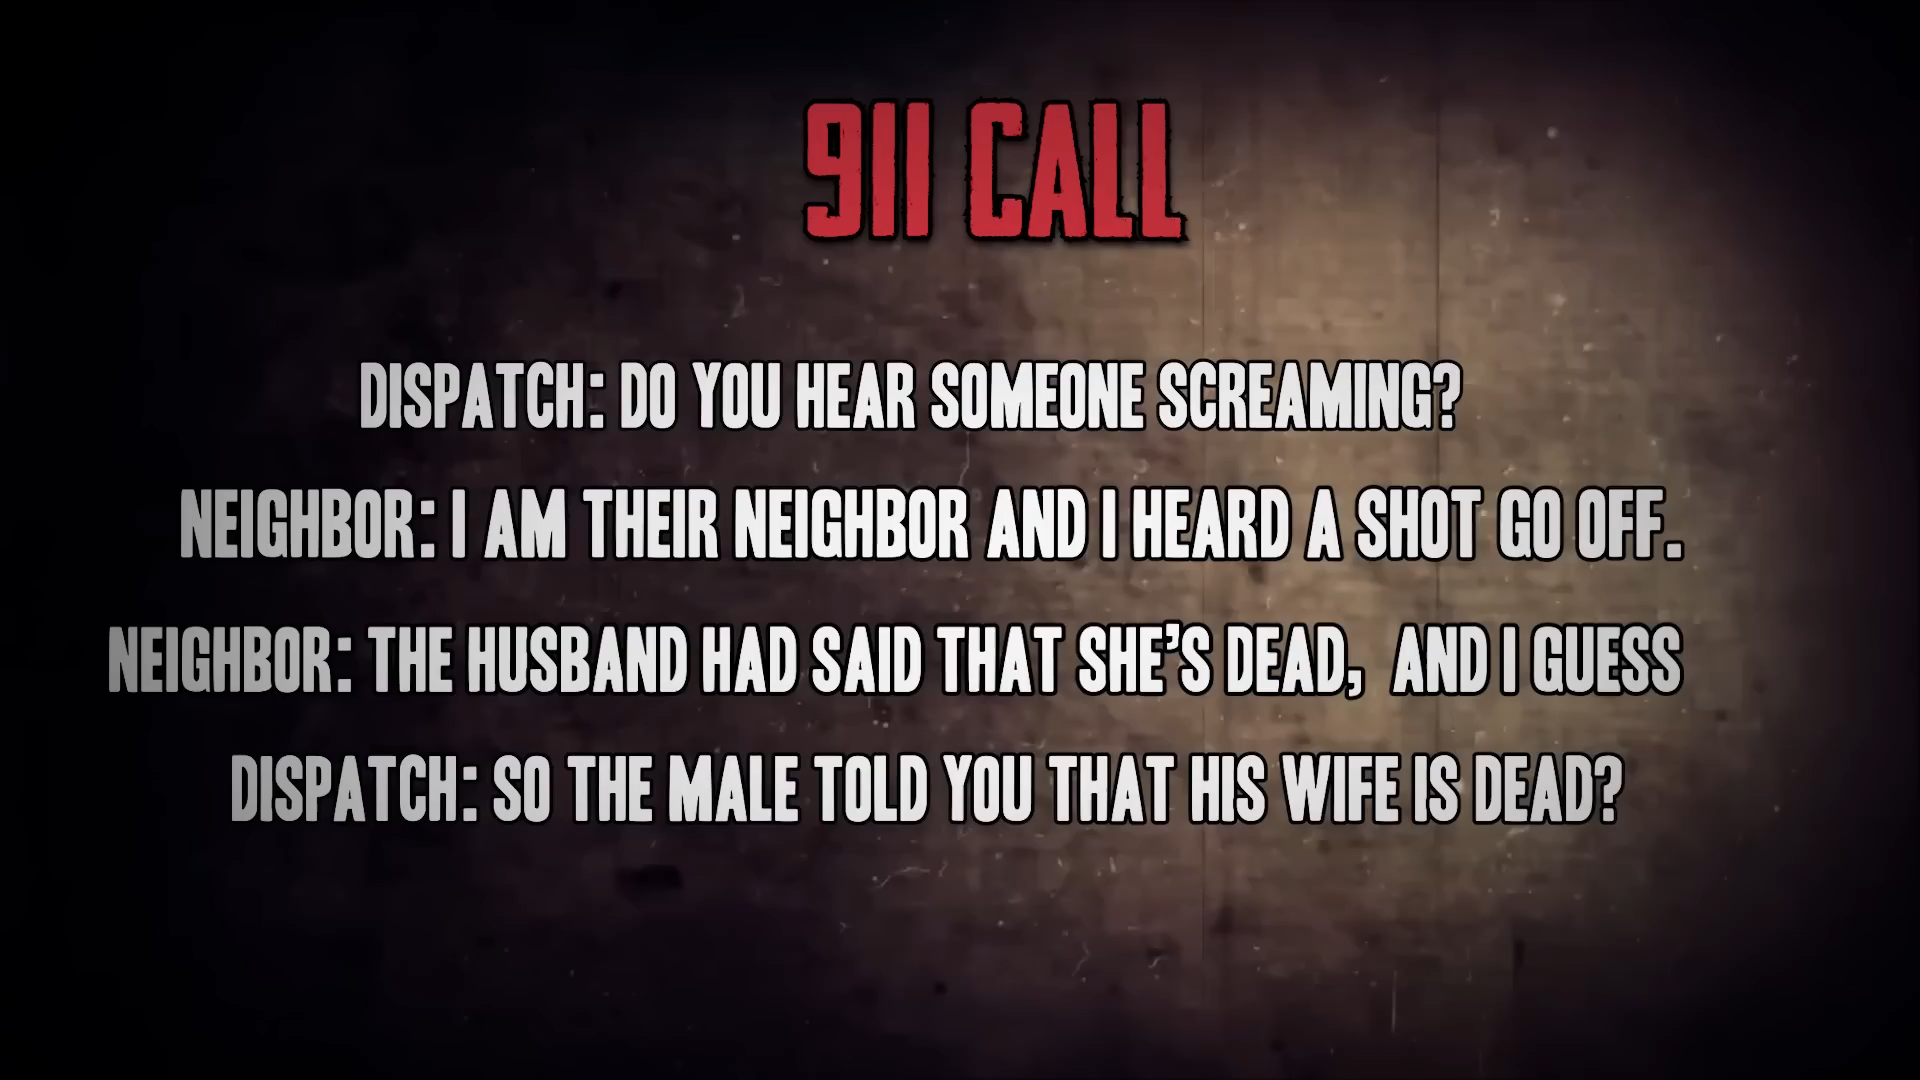 911 CALL
DISPATCH: DO YOU HEAR SOMEONE SCREAMING?
NEIGHBOR: I AM THEIR NEIGHBOR AND I HEARD A SHOT GO OFF.
NEIGHBOR: THE HUSBAND HAD SAID THAT SHE'S DEAD, AND I GUESS
DISPATCH: SO THE MALE TOLD YOU THAT HIS WIFE IS DEAD?